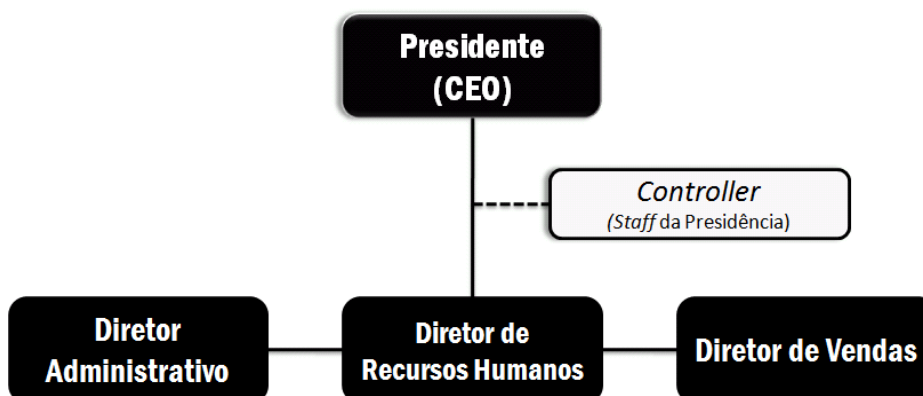 Presidente
(CEO)
Controller
(Staff da Presidência)
Diretor
Administrativo
Diretor de
Recursos Humanos
Diretor de Vendas